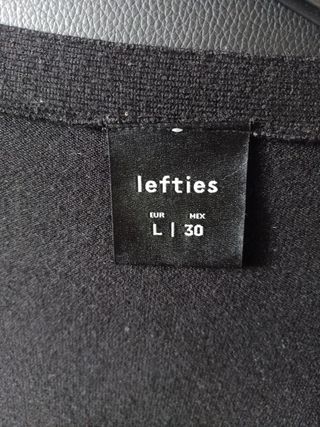 lefties
EUR MEX
L | 30